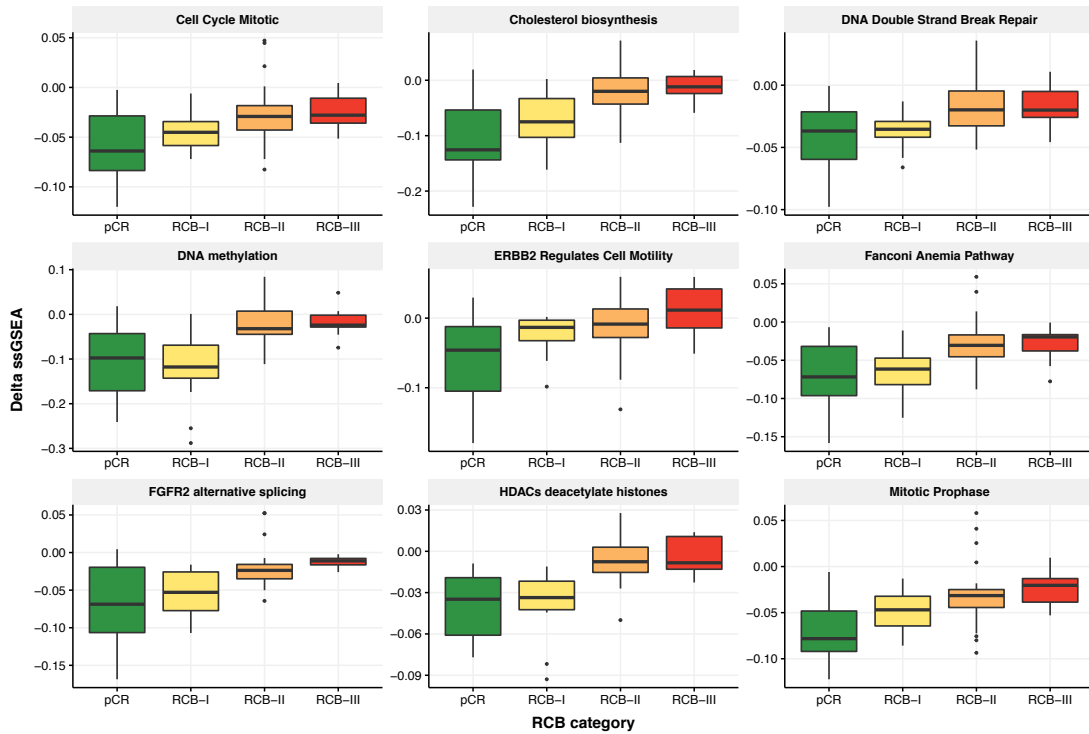 Cell Cycle Mitotic
0.05
0.00
−0.05
−0.10
pCR RCB−I RCB−II RCB−III
Cholesterol biosynthesis
0.0
−0.1
−0.2
pCR RCB−I RCB−II RCB−III
DNA Double Strand Break Repair
0.00
−0.05
−0.10
pCR RCB−I RCB−II RCB−III
Delta ssGSEA
DNA methylation
0.1
0.0
−0.1
−0.2
−0.3
pCR RCB−I RCB−II RCB−III
ERBB2 Regulates Cell Motility
0.0
−0.1
pCR RCB−I RCB−II RCB−III
Fanconi Anemia Pathway
0.05
0.00
−0.05
−0.10
−0.15
pCR RCB−I RCB−II RCB−III
FGFR2 alternative splicing
0.05
0.00
−0.05
−0.10
−0.15
pCR RCB−I RCB−II RCB−III
HDACs deacetylate histones
0.03
0.00
−0.03
−0.06
−0.09
pCR RCB−I RCB−II RCB−III
Mitotic Prophase
0.05
0.00
−0.05
−0.10
pCR RCB−I RCB−II RCB−III
RCB category